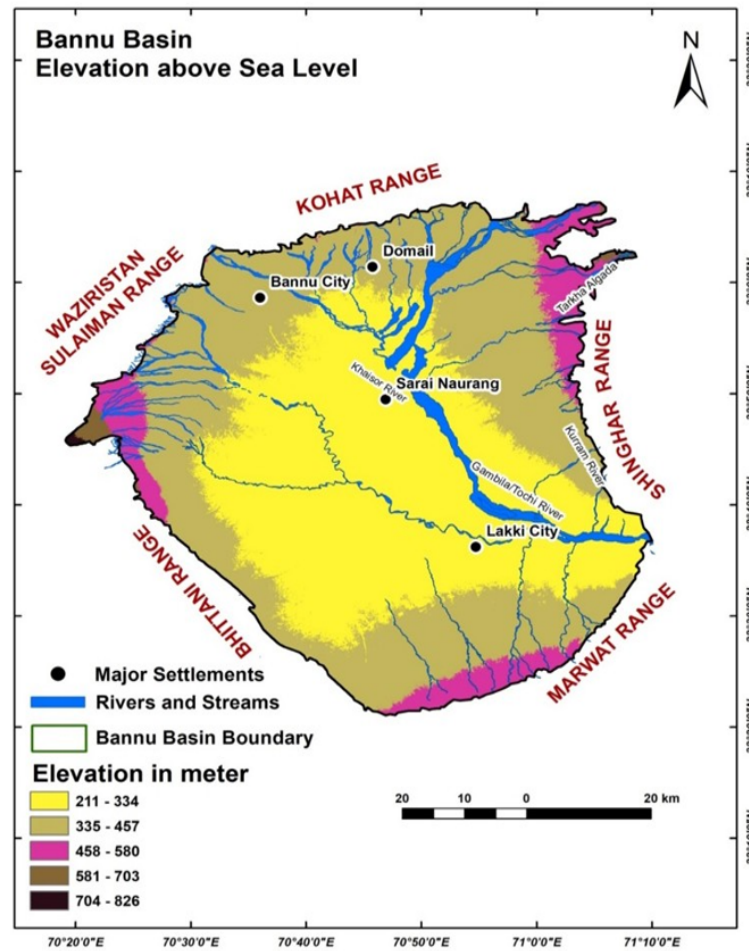 Bannu Basin
Elevation above Sea Level
N
KOHAT RANGE
WAZIRISTAN
SULAIMAN RANGE
Domail
Bannu City
Tarkha Algada
Khaisor River
Sarai Naurang
SHINGHAR RANGE
Kurram River
Gambila/Tochi River
Lakki City
BHITTANI RANGE
MARWAT RANGE
Major Settlements
Rivers and Streams
Bannu Basin Boundary
Elevation in meter
211 - 334
335 - 457
458 - 580
581 - 703
704 - 826
20 10 0 20 km
70°20'0"E 70°30'0"E 70°40'0"E 70°50'0"E 71°0'0"E 71°10'0"E